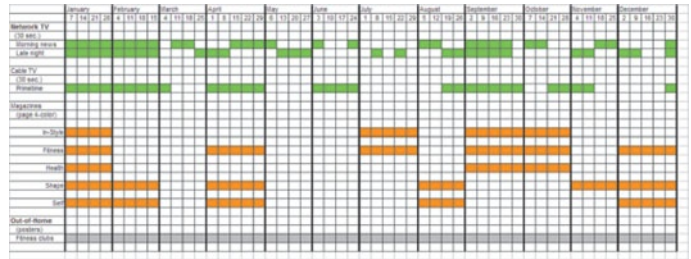 January February March April May June July August September October November December
7 14 21 28 4 11 18 25 4 11 18 25 1 8 15 22 29 6 13 20 27 3 10 17 24 1 8 15 22 29 5 12 19 26 2 9 16 23 30 7 14 21 28 4 11 18 25 2 9 16 23 30
Network TV
(30 sec.)
Morning news
Late night
Cable TV
(30 sec.)
Primetime
Magazines
(page 4-color)
In-Style
Fitness
Health
Shape
Self
Out-of-Home
(posters)
Fitness clubs